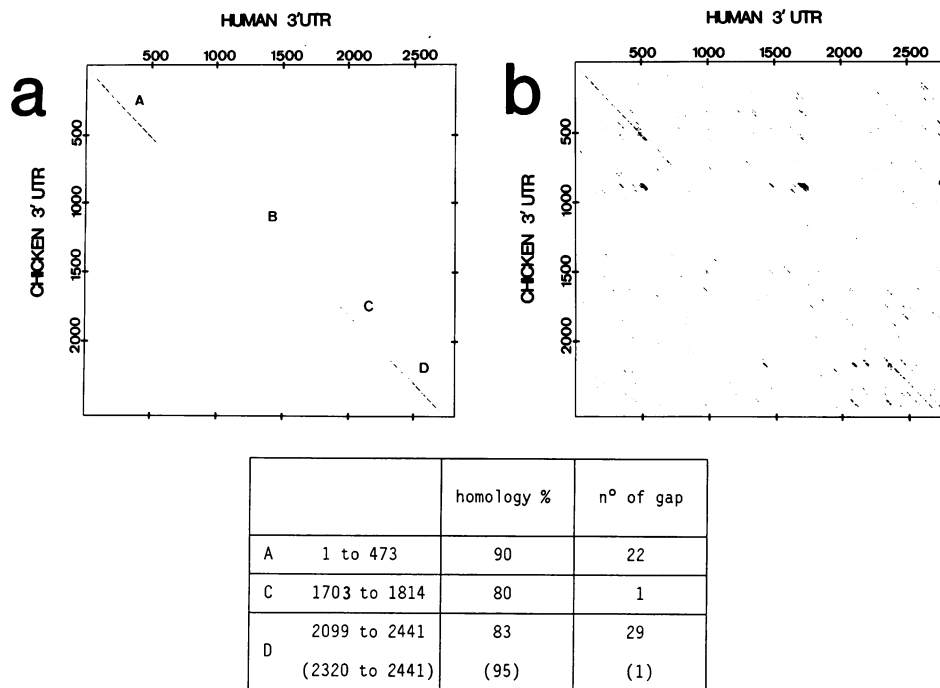 HUMAN 3'UTR
500 1000 1500 2000 2500
a
CHICKEN 3' UTR
500
1000
1500
2000
A
B
C
D
HUMAN 3' UTR
500 1000 1500 2000 2500
b
CHICKEN 3' UTR
500
1000
1500
2000
homology % n° of gap
A 1 to 473 90 22
C 1703 to 1814 80 1
D 2099 to 2441 83 29
(2320 to 2441) (95) (1)